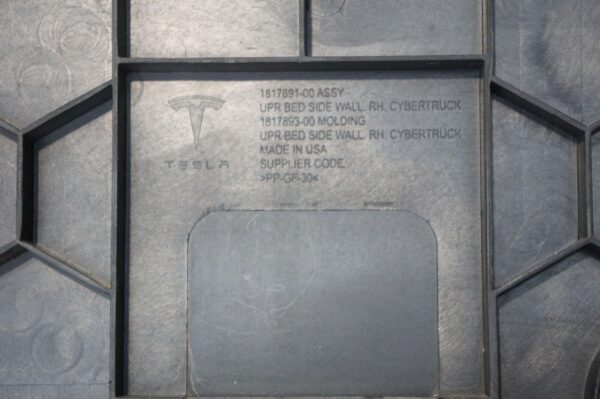 1817891-00 ASSY
UPR BED SIDE WALL. RH. CYBERTRUCK
1817893-00 MOLDING
UPR BED SIDE WALL. RH. CYBERTRUCK
MADE IN USA
SUPPLIER CODE.
>PP-GF-30<
TESLA